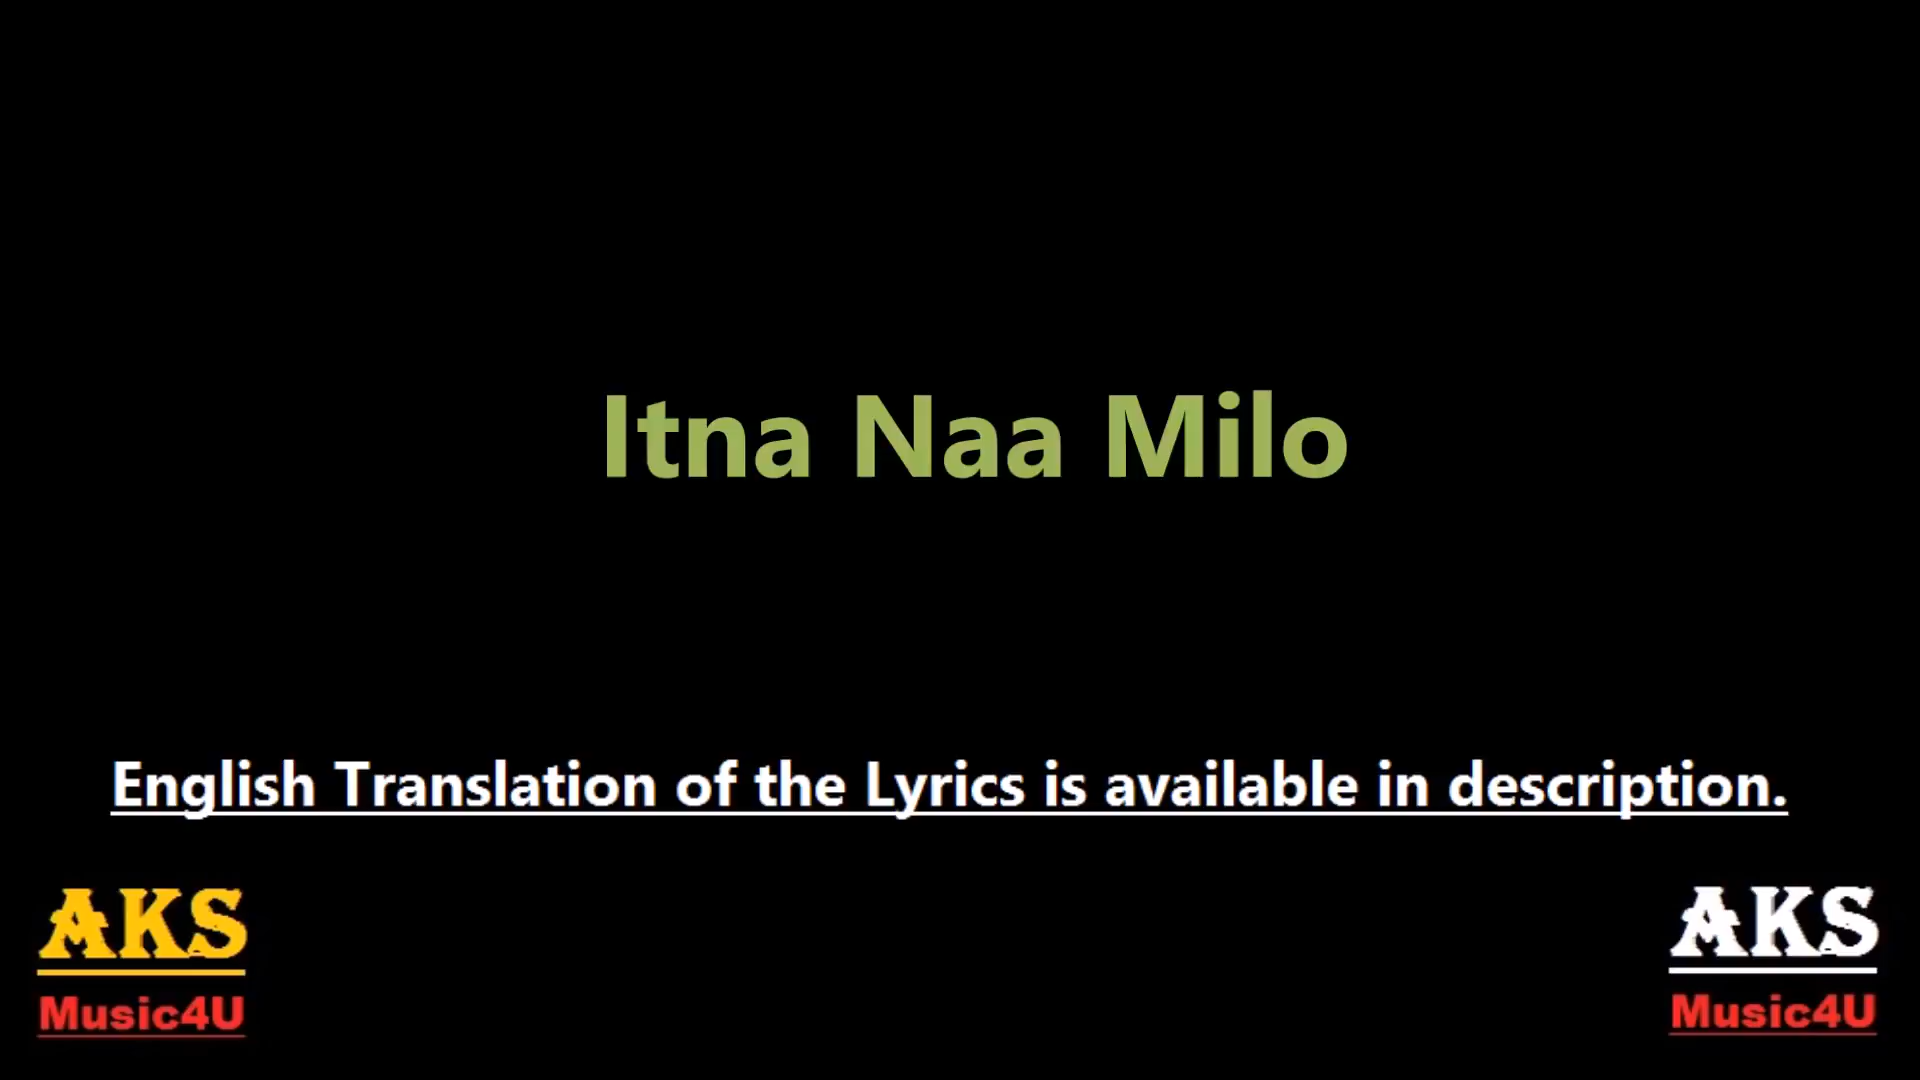 Itna Naa Milo
English Translation of the Lyrics is available in description.
AKS
Music4U
AKS
Music4U